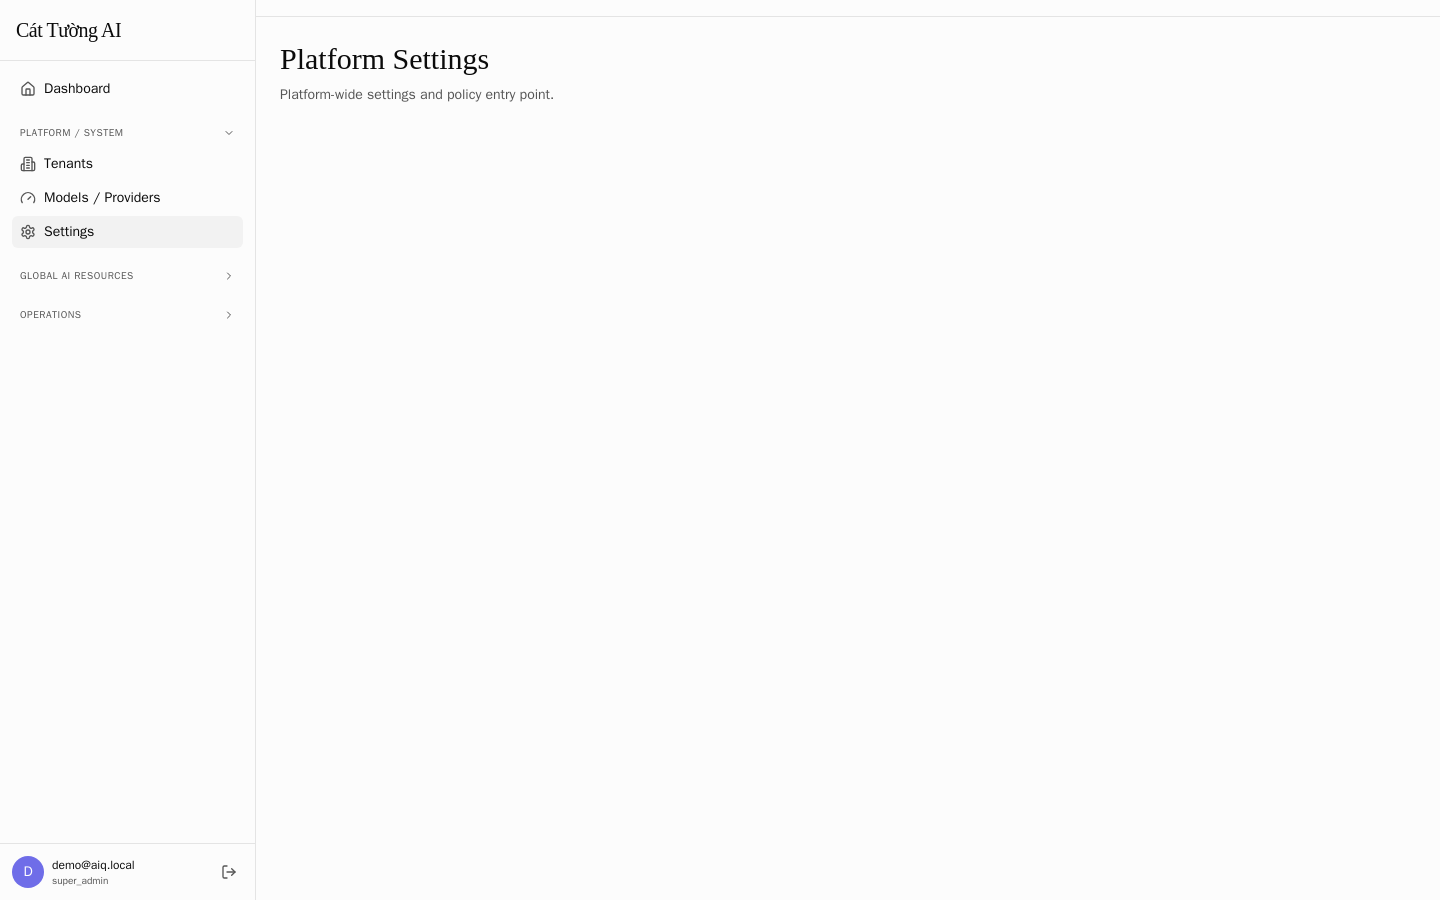 Cát Tường AI
Dashboard
PLATFORM / SYSTEM
Tenants
Models / Providers
Settings
GLOBAL AI RESOURCES
OPERATIONS
D
demo@aiq.local
super_admin
Platform Settings
Platform-wide settings and policy entry point.